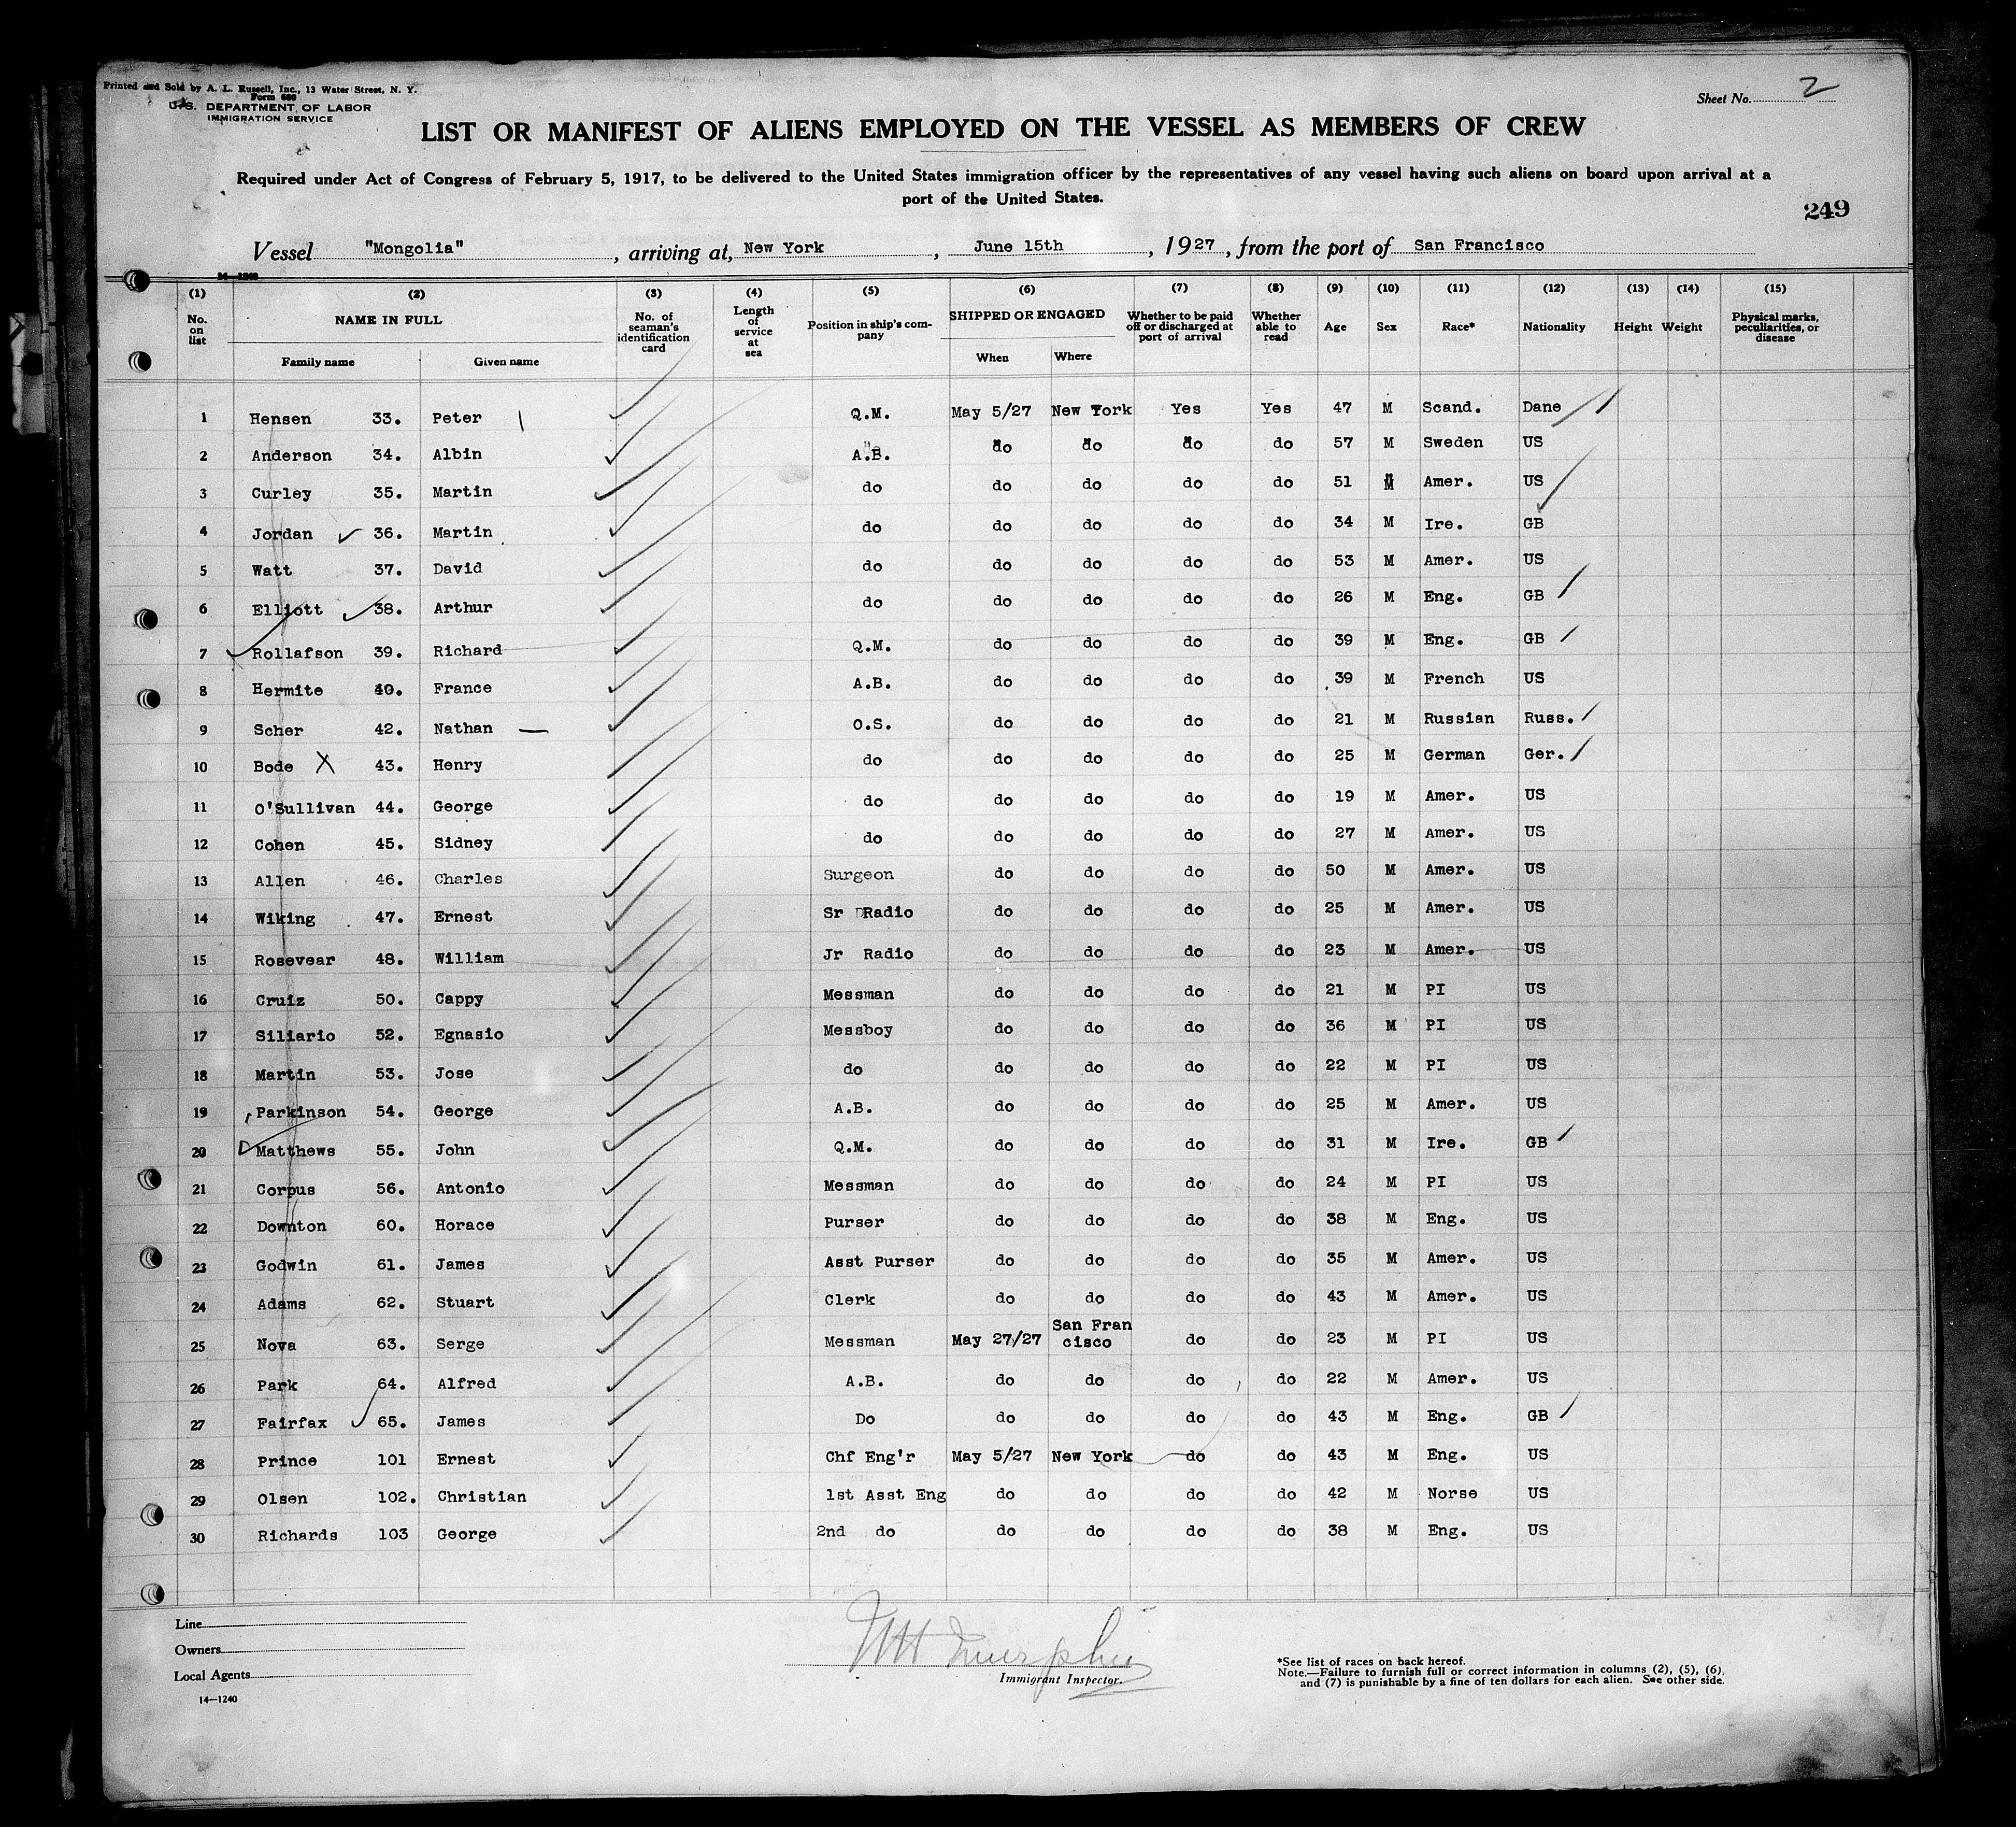 Printed and Sold by A. L. Russell, Inc., 13 Water Street, N. Y.
Form 680
U.S. DEPARTMENT OF LABOR
IMMIGRATION SERVICE
Sheet No. 2
LIST OR MANIFEST OF ALIENS EMPLOYED ON THE VESSEL AS MEMBERS OF CREW
Required under Act of Congress of February 5, 1917, to be delivered to the United States immigration officer by the representatives of any vessel having such aliens on board upon arrival at a
port of the United States.
249
Vessel "Mongolia", arriving at, New York, June 15th, 1927, from the port of San Francisco
14-1240
(1) (2) (3) (4) (5) (6) (7) (8) (9) (10) (11) (12) (13) (14) (15)
No. on list NAME IN FULL Family name Given name No. of seaman's identification card Length of service at sea Position in ship's company SHIPPED OR ENGAGED When Where Whether to be paid off or discharged at port of arrival Whether able to read Age Sex Race* Nationality Height Weight Physical marks, peculiarities, or disease
1 Hensen 33. Peter Q.M. May 5/27 New York Yes Yes 47 M Scand. Dane
2 Anderson 34. Albin A.B. do do do do 57 M Sweden US
3 Curley 35. Martin do do do do do 51 M Amer. US
4 Jordan 36. Martin do do do do do 34 M Ire. GB
5 Watt 37. David do do do do do 53 M Amer. US
6 Elliott 38. Arthur do do do do do 26 M Eng. GB
7 Rollafson 39. Richard Q.M. do do do do 39 M Eng. GB
8 Hermite 40. France A.B. do do do do 39 M French US
9 Scher 42. Nathan O.S. do do do do 21 M Russian Russ.
10 Bode X 43. Henry do do do do do 25 M German Ger.
11 O'Sullivan 44. George do do do do do 19 M Amer. US
12 Cohen 45. Sidney do do do do do 27 M Amer. US
13 Allen 46. Charles Surgeon do do do do 50 M Amer. US
14 Wiking 47. Ernest Sr Radio do do do do 25 M Amer. US
15 Rosevear 48. William Jr Radio do do do do 23 M Amer. US
16 Cruiz 50. Cappy Messman do do do do 21 M PI US
17 Siliario 52. Egnasio Messboy do do do do 36 M PI US
18 Martin 53. Jose do do do do do 22 M PI US
19 Parkinson 54. George A.B. do do do do 25 M Amer. US
20 Matthews 55. John Q.M. do do do do 31 M Ire. GB
21 Corpus 56. Antonio Messman do do do do 24 M PI US
22 Downton 60. Horace Purser do do do do 38 M Eng. US
23 Godwin 61. James Asst Purser do do do do 35 M Amer. US
24 Adams 62. Stuart Clerk do do do do 43 M Amer. US
25 Nova 63. Serge Messman May 27/27 San Francisco do do 23 M PI US
26 Park 64. Alfred A.B. do do do do 22 M Amer. US
27 Fairfax 65. James Do do do do do 43 M Eng. GB
28 Prince 101 Ernest Chf Eng'r May 5/27 New York do do 43 M Eng. US
29 Olsen 102. Christian 1st Asst Eng do do do do 42 M Norse US
30 Richards 103 George 2nd do do do do do 38 M Eng. US
Line
Owners
Local Agents
14-1240
Murphy
Immigrant Inspector.
*See list of races on back hereof.
Note.—Failure to furnish full or correct information in columns (2), (5), (6),
and (7) is punishable by a fine of ten dollars for each alien. See other side.